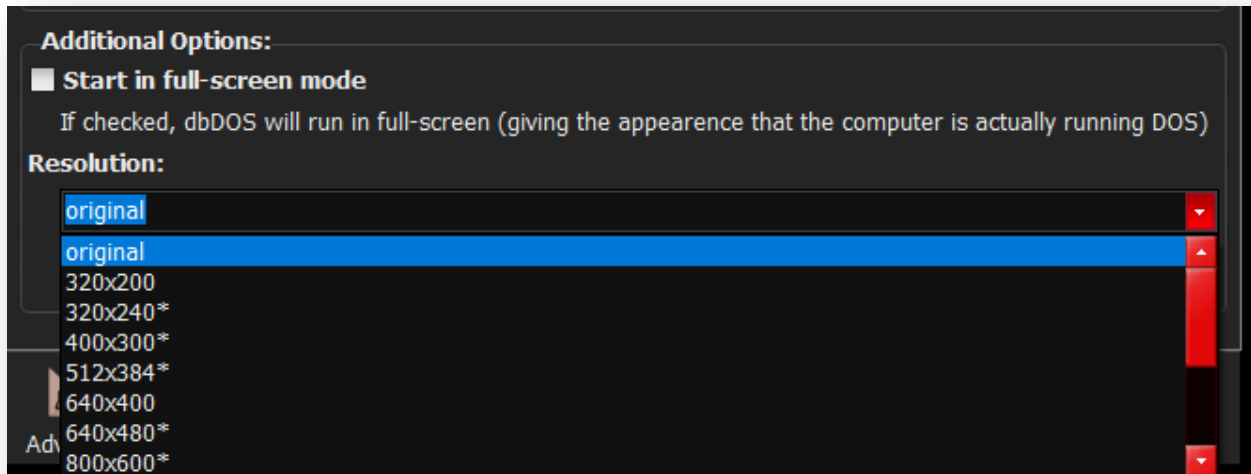 Additional Options:
Start in full-screen mode
If checked, dbDOS will run in full-screen (giving the appearence that the computer is actually running DOS)
Resolution:
original
original
320x200
320x240*
400x300*
512x384*
640x400
640x480*
800x600*